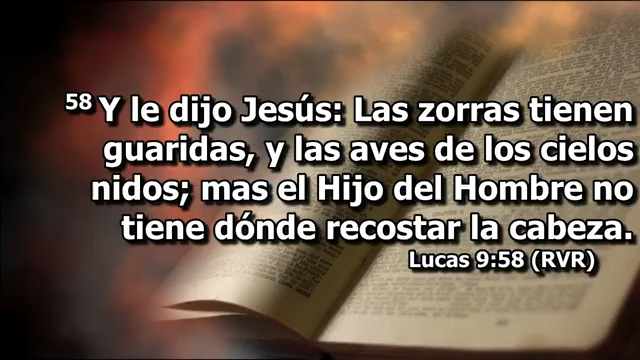 58 Y le dijo Jesús: Las zorras tienen
guaridas, y las aves de los cielos
nidos; mas el Hijo del Hombre no
tiene dónde recostar la cabeza.
Lucas 9:58 (RVR)